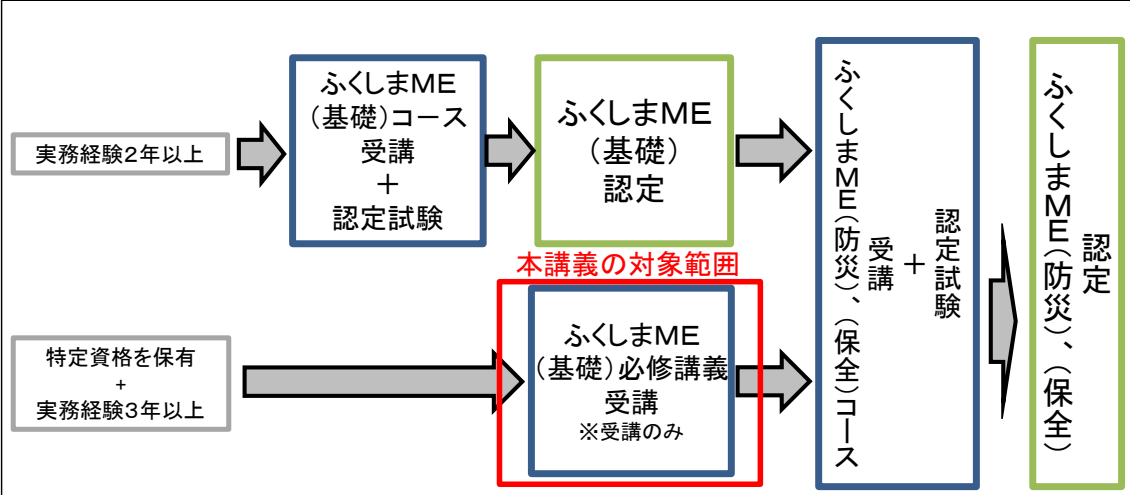 実務経験2年以上
ふくしまME
(基礎)コース
受講
+
認定試験
ふくしまME
(基礎)
認定
本講義の対象範囲
特定資格を保有
+
実務経験3年以上
ふくしまME
(基礎)必修講義
受講
※受講のみ
ふくしまME(防災)、(保全)コース
受講
+
認定試験
ふくしまME(防災)、(保全)
認定